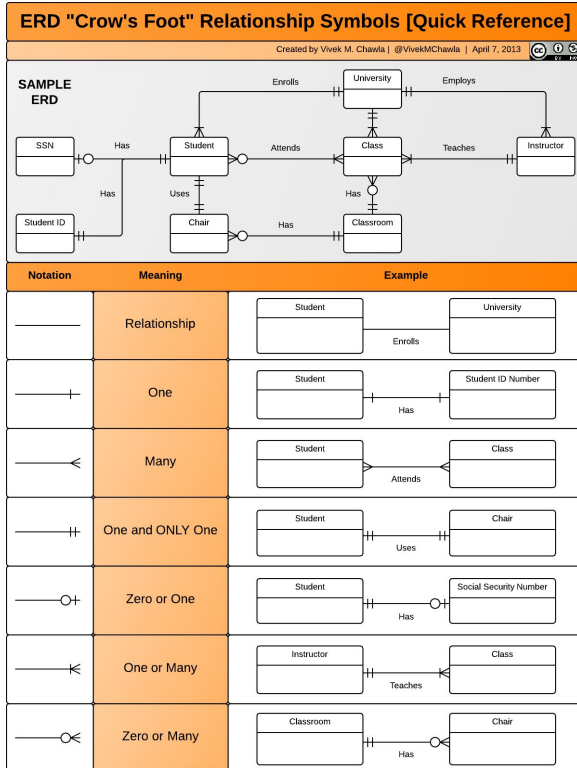 ERD "Crow's Foot" Relationship Symbols [Quick Reference]
Created by Vivek M. Chawla | @VivekMChawla | April 7, 2013
cc
BY
SAMPLE
ERD
University
Enrolls
Employs
SSN
Has
Student
Attends
Class
Teaches
Instructor
Has
Uses
Has
Student ID
Chair
Has
Classroom
Notation Meaning Example
Relationship
Student
University
Enrolls
One
Student
Student ID Number
Has
Many
Student
Class
Attends
One and ONLY One
Student
Chair
Uses
Zero or One
Student
Social Security Number
Has
One or Many
Instructor
Class
Teaches
Zero or Many
Classroom
Chair
Has